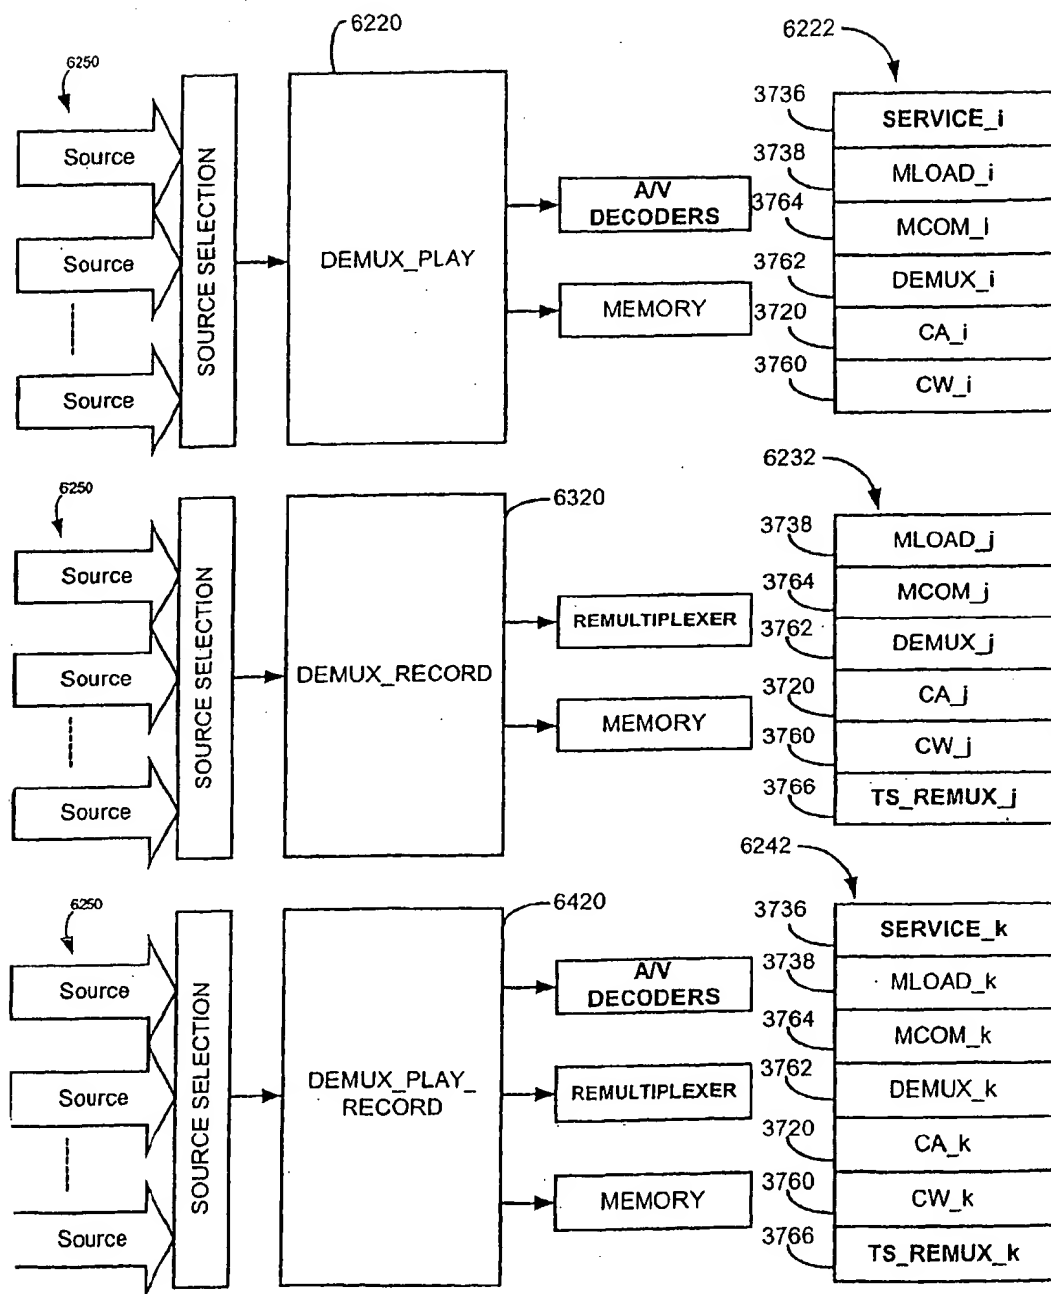 6220
6222
6250
Source
Source
Source
SOURCE SELECTION
DEMUX_PLAY
A/V
DECODERS
MEMORY
3736
SERVICE_i
3738
MLOAD_i
3764
MCOM_i
3762
DEMUX_i
3720
CA_i
3760
CW_i
6250
Source
Source
Source
SOURCE SELECTION
6320
DEMUX_RECORD
REMULTIPLEXER
MEMORY
6232
3738
MLOAD_j
3764
MCOM_j
3762
DEMUX_j
3720
CA_j
3760
CW_j
3766
TS_REMUX_j
6250
Source
Source
Source
SOURCE SELECTION
6420
DEMUX_PLAY_
RECORD
A/V
DECODERS
REMULTIPLEXER
MEMORY
6242
3736
SERVICE_k
3738
MLOAD_k
3764
MCOM_k
3762
DEMUX_k
3720
CA_k
3760
CW_k
3766
TS_REMUX_k